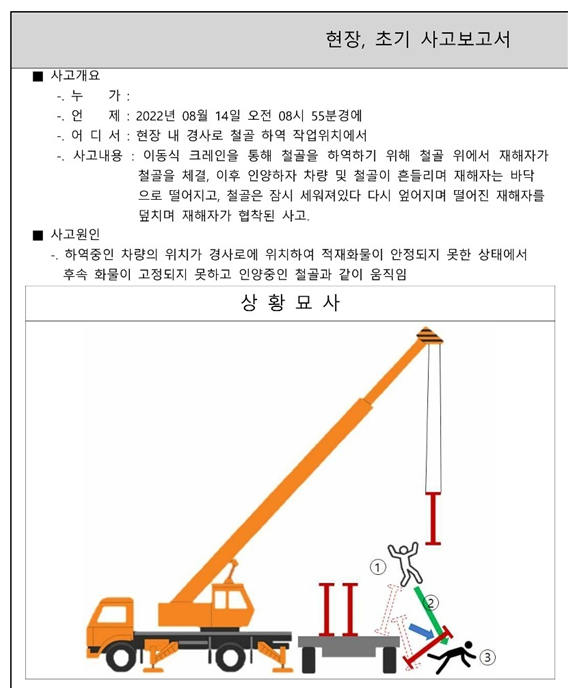 현장, 초기 사고보고서
■ 사고개요
-. 누 가 :
-. 언 제 : 2022년 08월 14일 오전 08시 55분경에
-. 어 디 서 : 현장 내 경사로 철골 하역 작업위치에서
-. 사고내용 : 이동식 크레인을 통해 철골을 하역하기 위해 철골 위에서 재해자가
철골을 체결, 이후 인양하자 차량 및 철골이 흔들리며 재해자는 바닥
으로 떨어지고, 철골은 잠시 세워져있다 다시 엎어지며 떨어진 재해자를
덮치며 재해자가 협착된 사고.
■ 사고원인
-. 하역중인 차량의 위치가 경사로에 위치하여 적재화물이 안정되지 못한 상태에서
후속 화물이 고정되지 못하고 인양중인 철골과 같이 움직임
상 황 묘 사
①
②
③